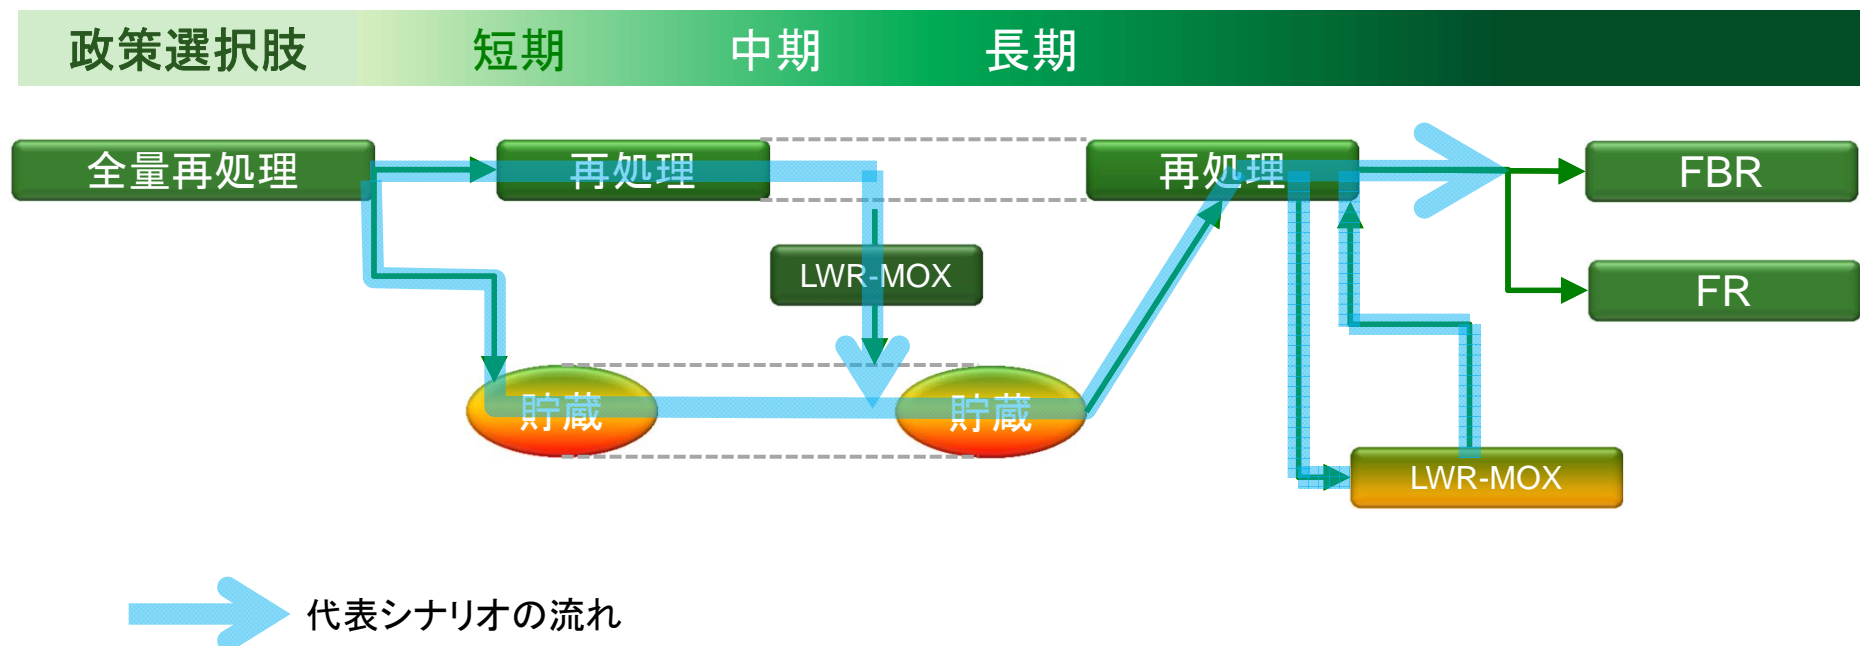 政策選択肢 短期 中期 長期
全量再処理 再処理 再処理 FBR
LWR-MOX FR
貯蔵 貯蔵
LWR-MOX
代表シナリオの流れ